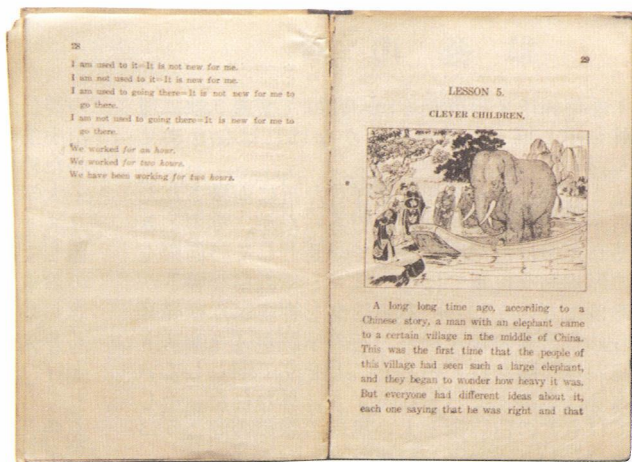 28
I am used to it=It is not new for me.
I am not used to it=It is new for me.
I am used to going there=It is not new for me to
go there.
I am not used to going there=It is new for me to
go there.
We worked for an hour.
We worked for two hours.
We have been working for two hours.
29
LESSON 5.
CLEVER CHILDREN.
A long long time ago, according to a
Chinese story, a man with an elephant came
to a certain village in the middle of China.
This was the first time that the people of
this village had seen such a large elephant,
and they began to wonder how heavy it was.
But everyone had different ideas about it,
each one saying that he was right and that